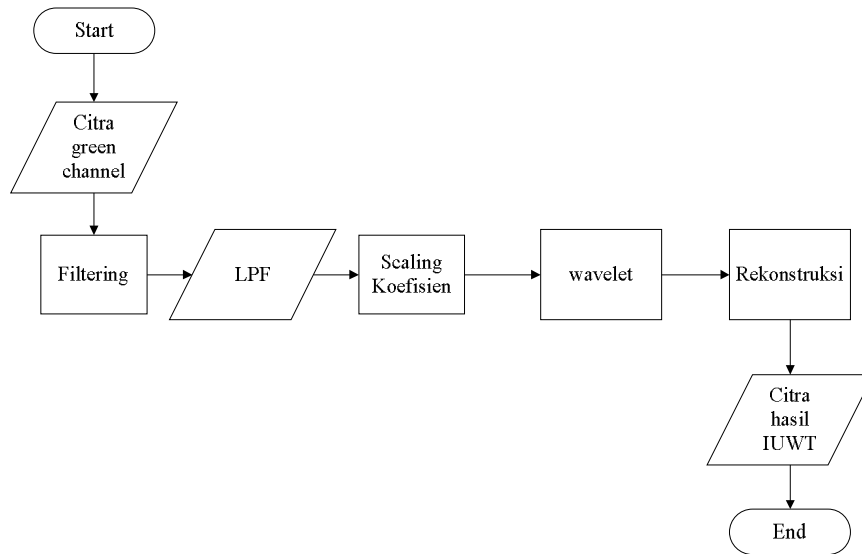 Start
Citra
green
channel
Filtering
LPF
Scaling
Koefisien
wavelet
Rekonstruksi
Citra
hasil
IUWT
End